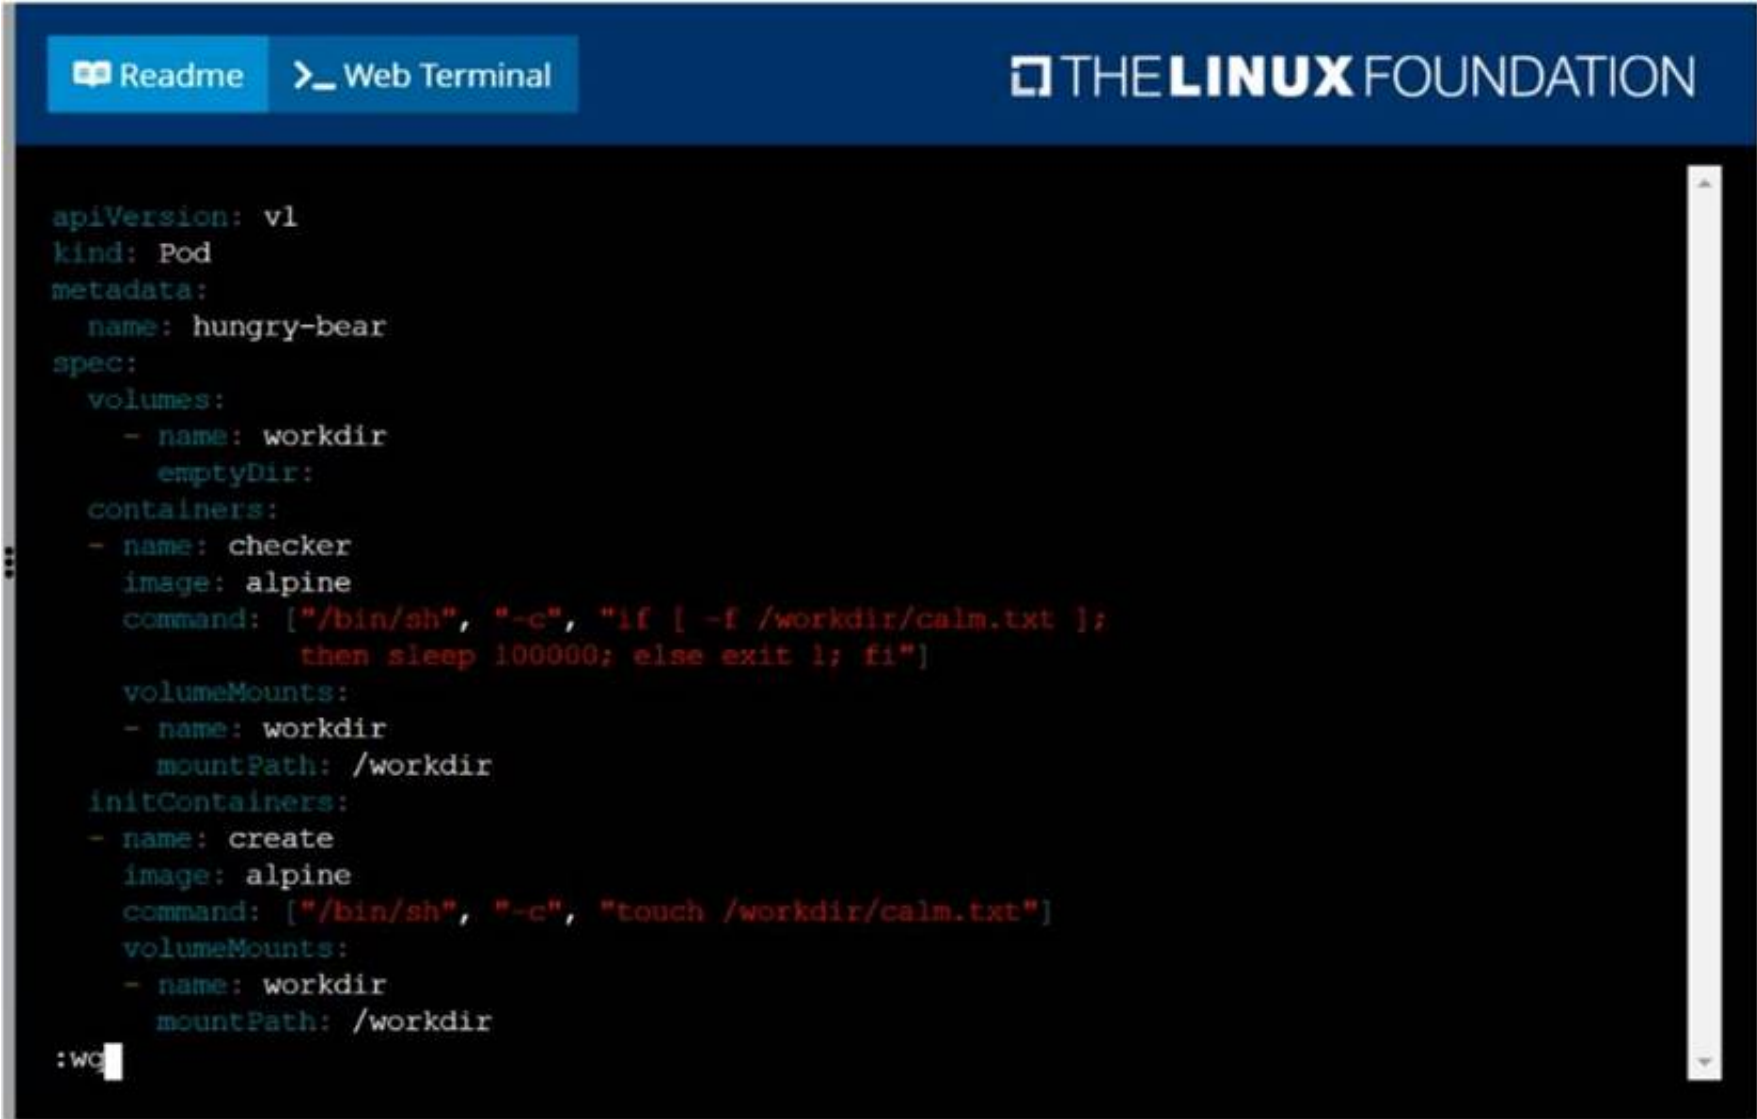 Readme >_ Web Terminal THE LINUX FOUNDATION
apiVersion: v1
kind: Pod
metadata:
  name: hungry-bear
spec:
  volumes:
    - name: workdir
      emptyDir:
  containers:
  - name: checker
    image: alpine
    command: ["/bin/sh", "-c", "if [ -f /workdir/calm.txt ];
              then sleep 100000; else exit 1; fi"]
    volumeMounts:
    - name: workdir
      mountPath: /workdir
  initContainers:
  - name: create
    image: alpine
    command: ["/bin/sh", "-c", "touch /workdir/calm.txt"]
    volumeMounts:
    - name: workdir
      mountPath: /workdir
:wq